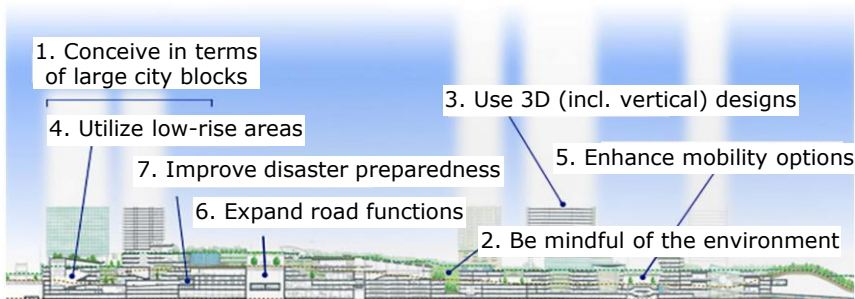 1. Conceive in terms
of large city blocks
3. Use 3D (incl. vertical) designs
4. Utilize low-rise areas
5. Enhance mobility options
7. Improve disaster preparedness
6. Expand road functions
2. Be mindful of the environment